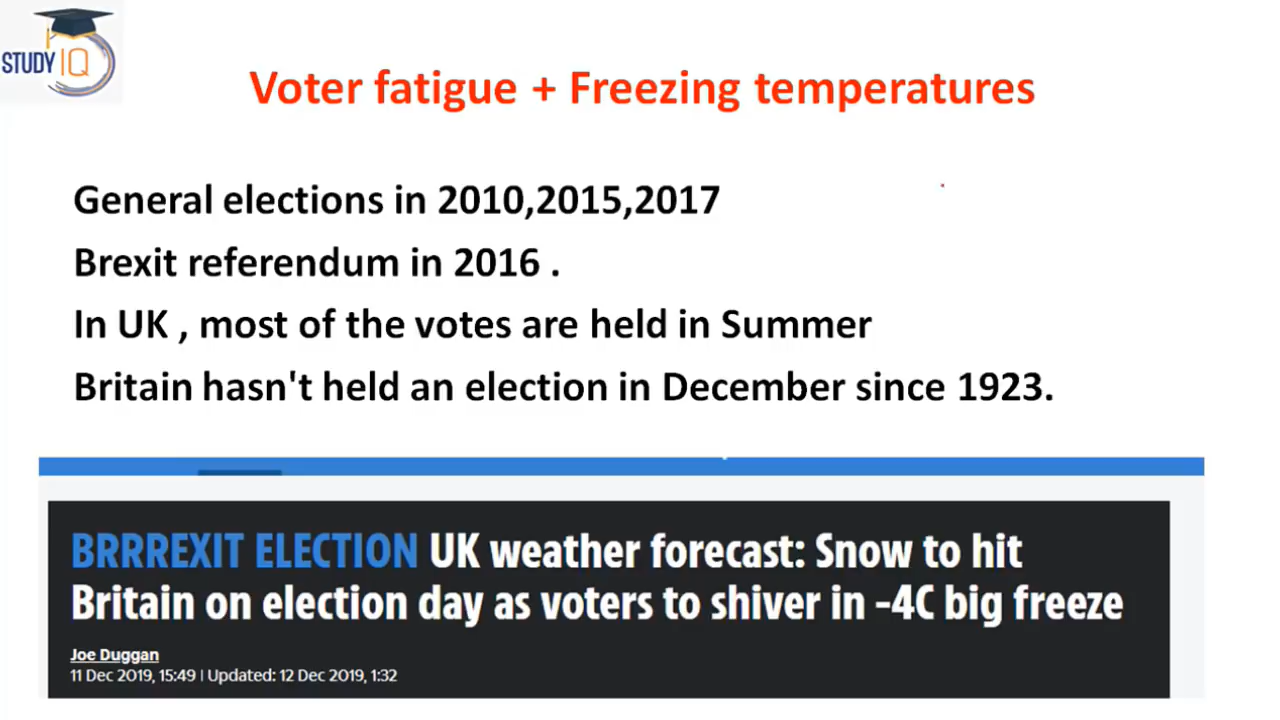 STUDY IQ
Voter fatigue + Freezing temperatures
General elections in 2010,2015,2017
Brexit referendum in 2016 .
In UK , most of the votes are held in Summer
Britain hasn't held an election in December since 1923.
BRRREXIT ELECTION UK weather forecast: Snow to hit
Britain on election day as voters to shiver in -4C big freeze
Joe Duggan
11 Dec 2019, 15:49 | Updated: 12 Dec 2019, 1:32